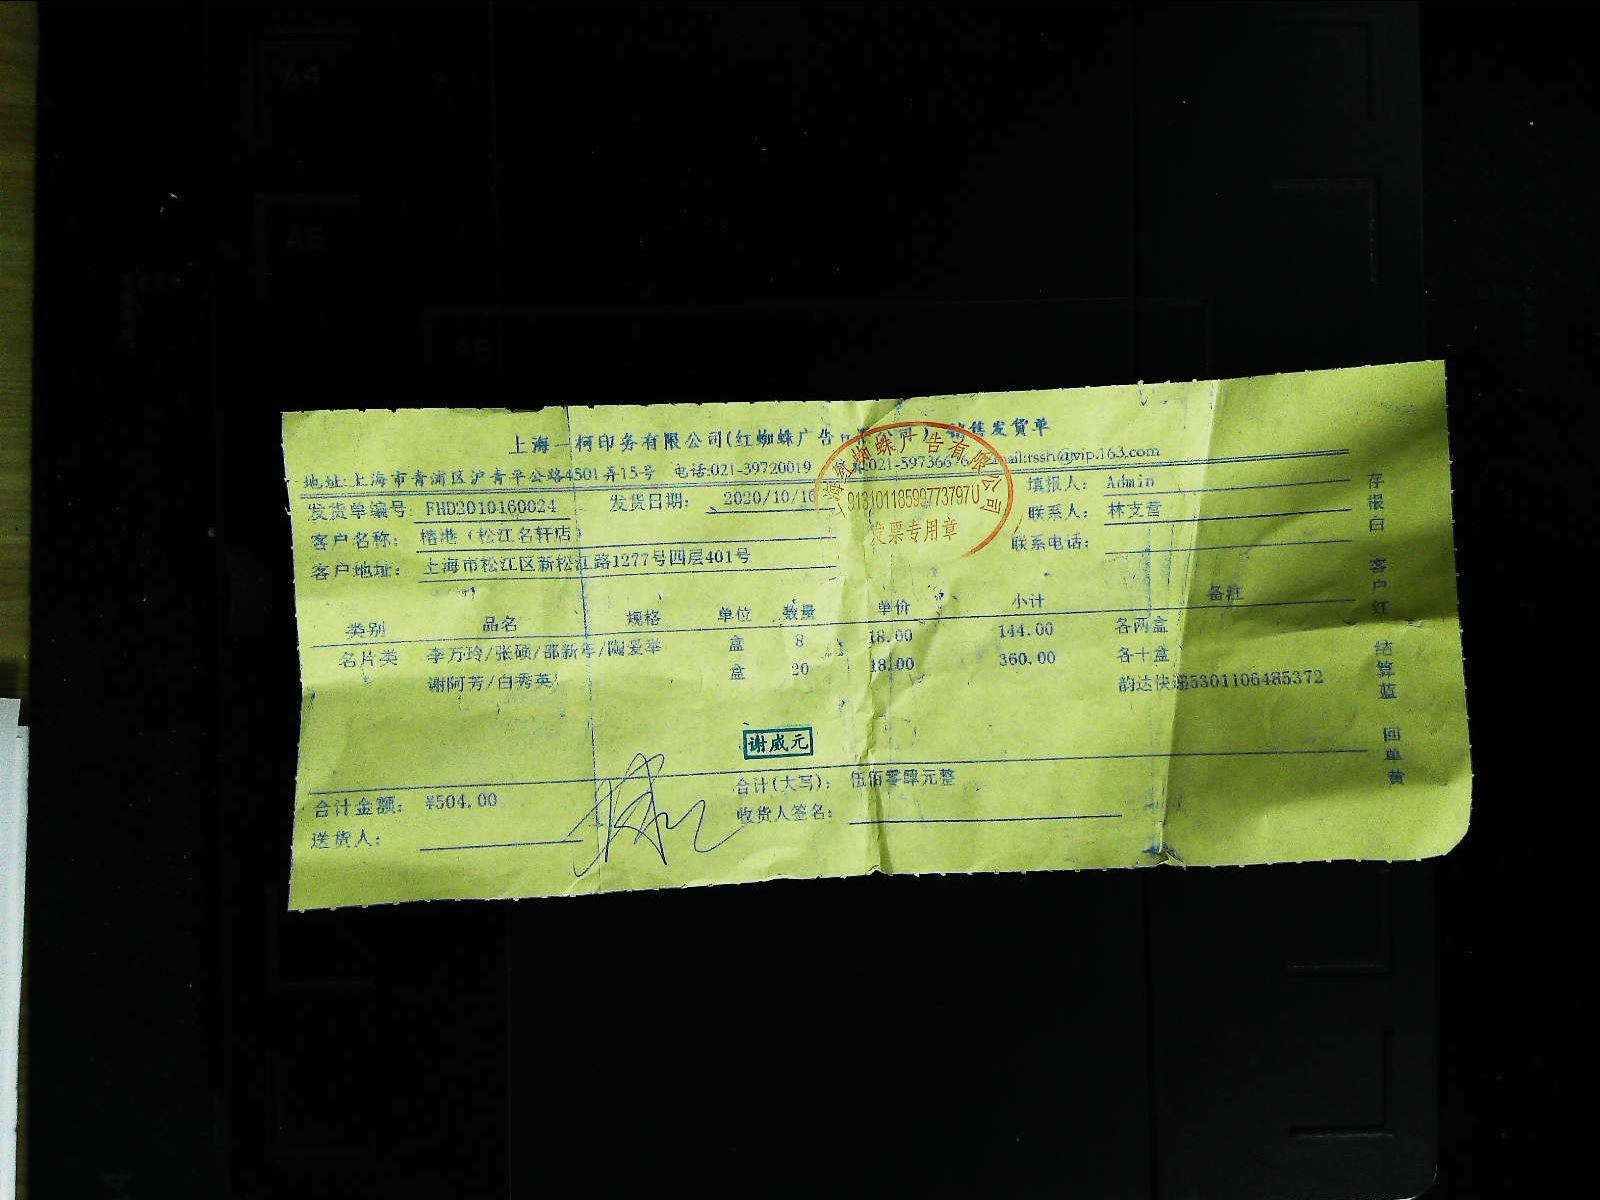 上海一柯印务有限公司(红蜘蛛广告 公司) 销售发货单
地址:上海市青浦区沪青平公路4501弄15号 电话:021-39720019 021-5973667 mail:rssh@vip.163.com
发货单编号: FHD2010160024 发货日期: 2020/10/16 填报人: Admin
客户名称: 榕港（松江名轩店） 联系人: 林支营
客户地址: 上海市松江区新松江路1277号四层401号 联系电话:
红蜘蛛广告有限公司
91310118599773797U
发票专用章
类别 品名 规格 单位 数量 单价 小计 备注
名片类 李万玲/张硕/邵新华/陶爱举 盒 8 18.00 144.00 各两盒
谢阿芳/白秀英 盒 20 18.00 360.00 各十盒
韵达快递5301106485372
谢威元
合计金额: ¥504.00 合计(大写): 伍佰零肆元整
送货人: 收货人签名:
存根白 客户红 结算蓝 回单黄